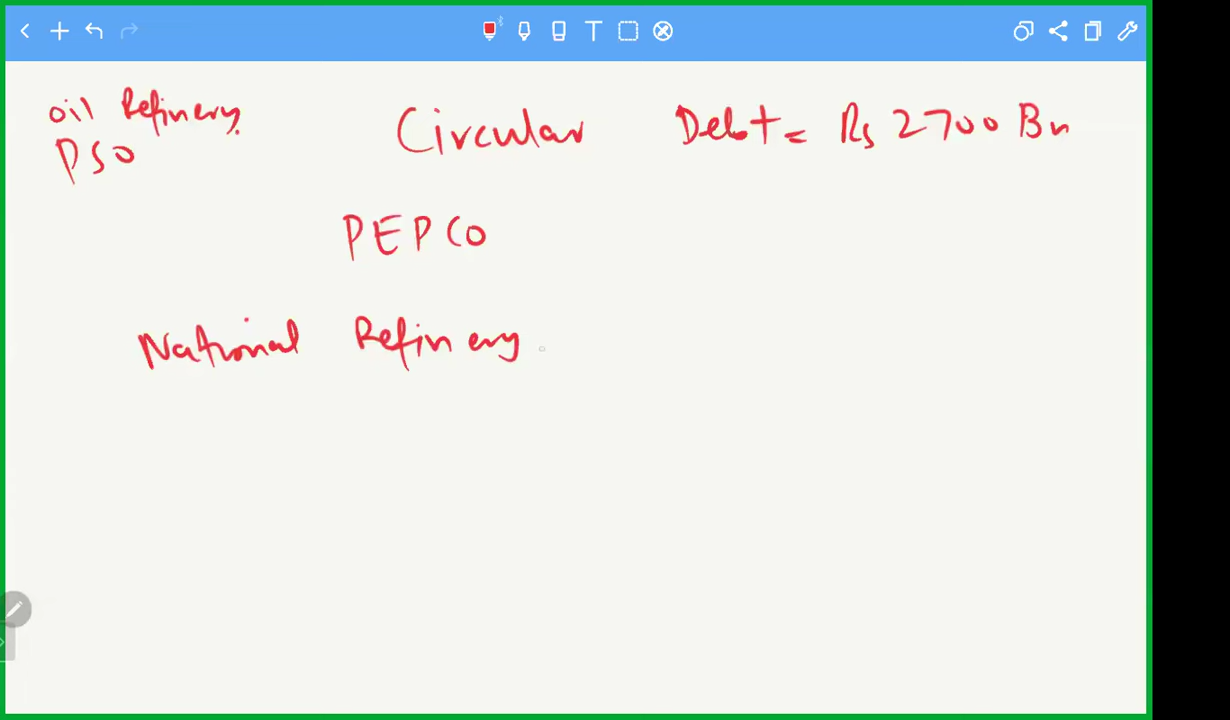 Oil Refinery
PSO
Circular Debt = Rs 2700 Bn
PEPCO
National Refinery